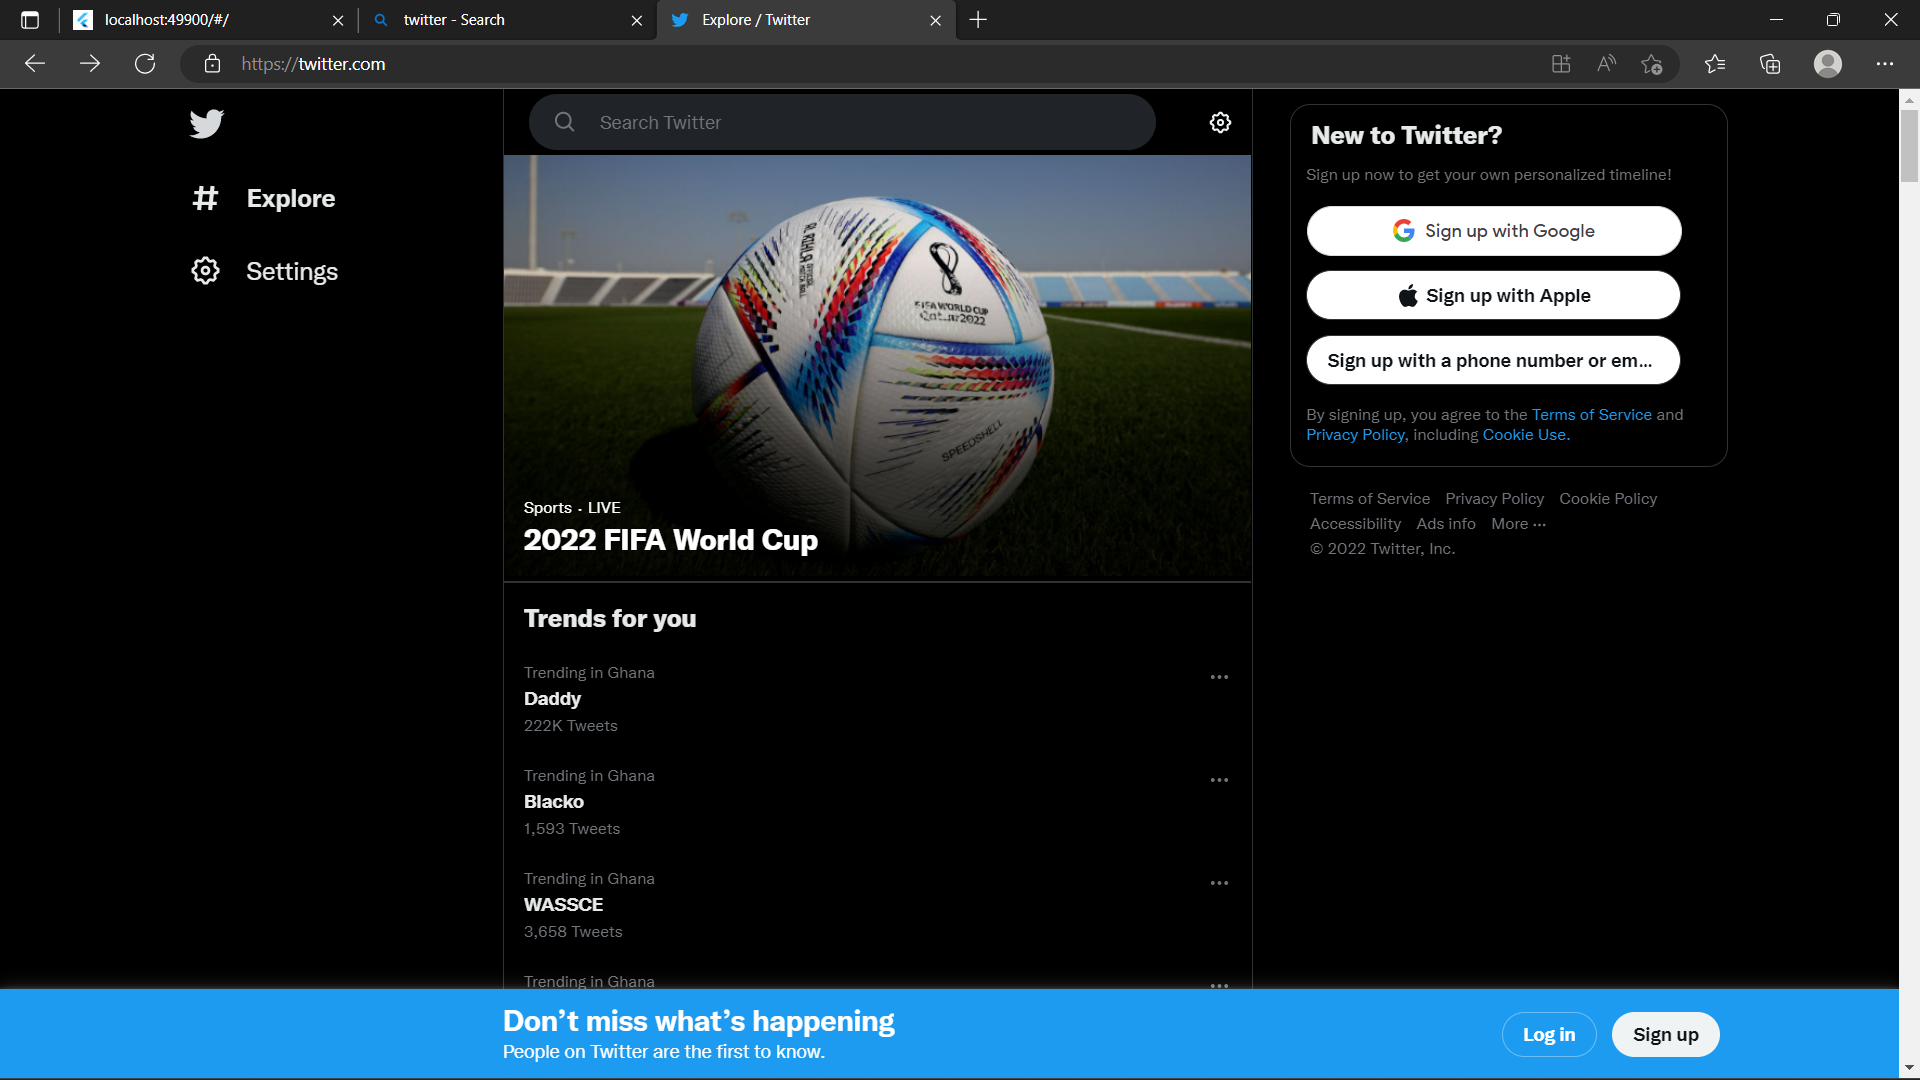 localhost:49900/#/
twitter - Search
Explore / Twitter
https://twitter.com
Explore
Settings
Search Twitter
AL RIHLA
FIFA WORLD CUP
Qatar2022
SPEEDSHELL
Sports · LIVE
2022 FIFA World Cup
Trends for you
Trending in Ghana
Daddy
222K Tweets
Trending in Ghana
Blacko
1,593 Tweets
Trending in Ghana
WASSCE
3,658 Tweets
Trending in Ghana
New to Twitter?
Sign up now to get your own personalized timeline!
Sign up with Google
Sign up with Apple
Sign up with a phone number or em...
By signing up, you agree to the Terms of Service and
Privacy Policy, including Cookie Use.
Terms of Service Privacy Policy Cookie Policy
Accessibility Ads info More ···
© 2022 Twitter, Inc.
Don’t miss what’s happening
People on Twitter are the first to know.
Log in
Sign up